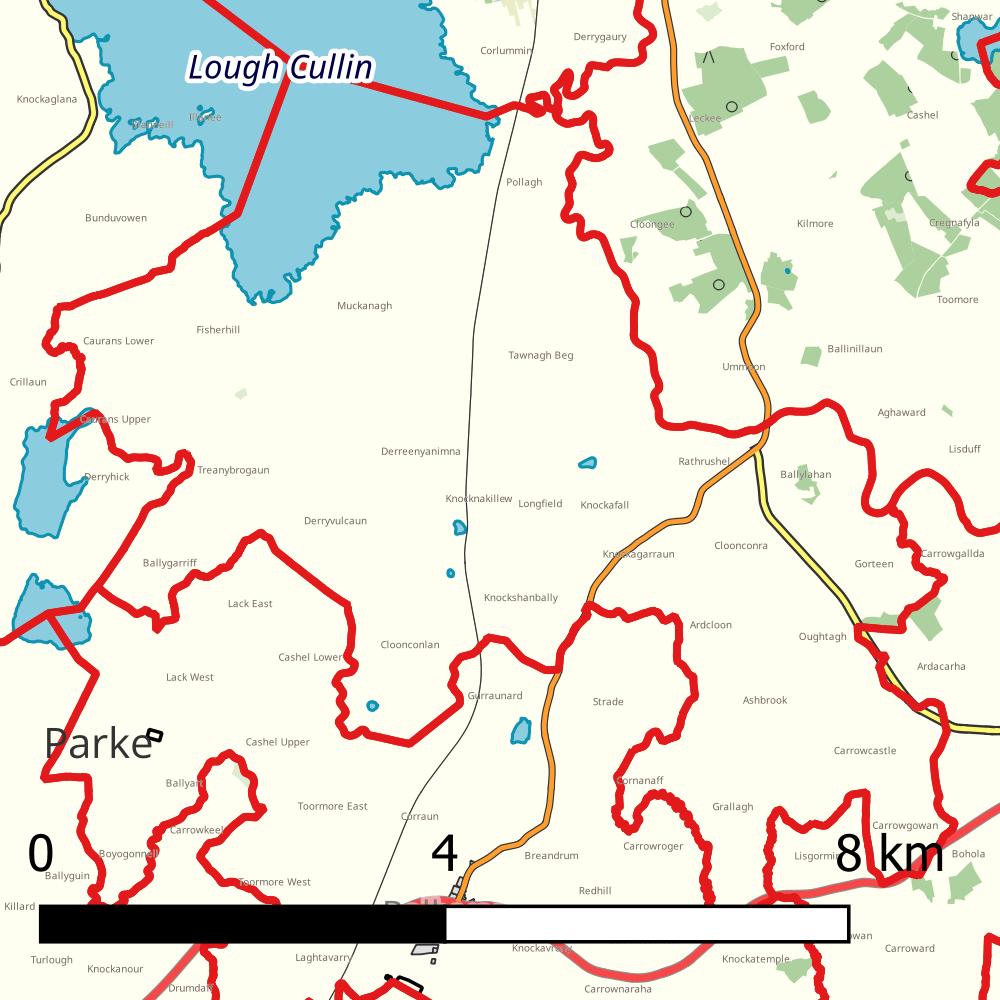 Shanwar
Derrygaury
Corlummin
Foxford
Lough Cullin
Knockaglana
Cashel
Illanee
Leckee
Pollagh
Bunduvowen
Cloongee
Kilmore
Cregnafyla
Toomore
Muckanagh
Fisherhill
Caurans Lower
Tawnagh Beg
Ballinillaun
Ummoon
Crillaun
Aghaward
Caurans Upper
Lisduff
Derreenyanimna
Rathrushel
Treanybrogaun
Derryhick
Ballylahan
Knocknakillew
Longfield
Knockafall
Derryvulcaun
Cloonconra
Knockagarraun
Carrowgallda
Ballygarriff
Gorteen
Knockshanbally
Lack East
Ardcloon
Oughtagh
Cloonconlan
Cashel Lower
Ardacarha
Lack West
Gurraunard
Strade
Ashbrook
Parke
Cashel Upper
Carrowcastle
Ballyart
Cornanaff
Toormore East
Grallagh
Corraun
Carrowkeel
Carrowgowan
Carrowroger
0 4 8 km
Boyogonnell
Breandrum
Lisgormin
Bohola
Ballyguin
Toormore West
Redhill
Killard
Knockavrony
Carroward
Laghtavarry
Turlough
Knockanour
Knocktemple
Drumdaff
Carrownaraha